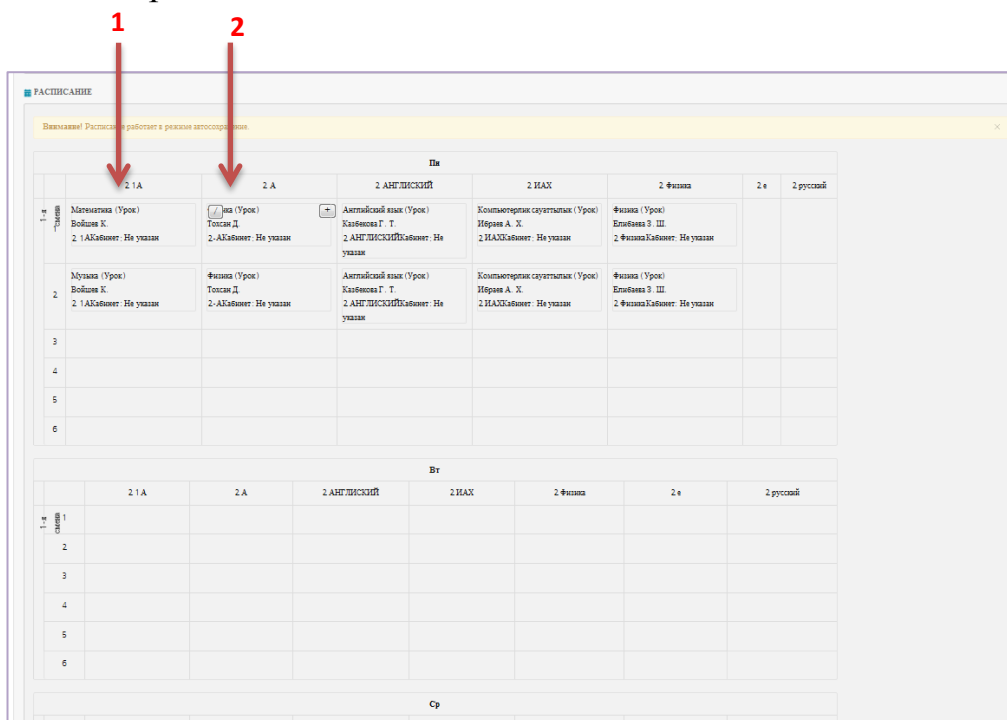 1 2
РАСПИСАНИЕ
Внимание! Расписание работает в режиме автосохранение.
Пн
2 1А 2 А 2 АНГЛИСКИЙ 2 ИАХ 2 Физика 2 е 2 русский
1-я смена
Математика (Урок) / ика (Урок) + Английский язык (Урок) Компьютерлик сауаттылык (Урок) Физика (Урок)
Войшев К. Тохсан Д. Казбекова Г. Т. Ибраев А. Х. Елибаева З. Ш.
2 1АКабинет: Не указан 2-АКабинет: Не указан 2 АНГЛИСКИЙКабинет: Не указан 2 ИАХКабинет: Не указан 2 ФизикаКабинет: Не указан
2
Музыка (Урок) Физика (Урок) Английский язык (Урок) Компьютерлик сауаттылык (Урок) Физика (Урок)
Войшев К. Тохсан Д. Казбекова Г. Т. Ибраев А. Х. Елибаева З. Ш.
2 1АКабинет: Не указан 2-АКабинет: Не указан 2 АНГЛИСКИЙКабинет: Не указан 2 ИАХКабинет: Не указан 2 ФизикаКабинет: Не указан
3
4
5
6
Вт
2 1 А 2 А 2 АНГЛИСКИЙ 2 ИАХ 2 Физика 2 е 2 русский
1-я смена 1
2
3
4
5
6
Ср